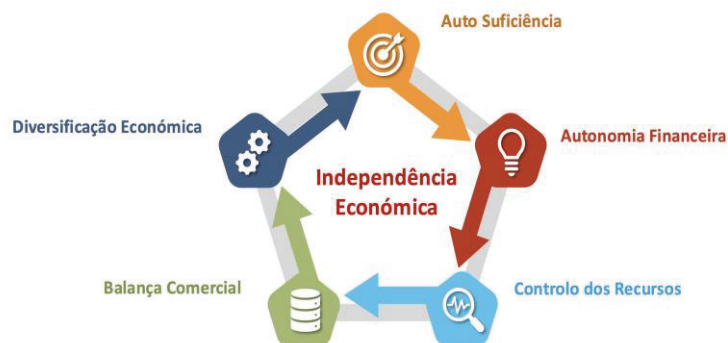 Auto Suficiência
Diversificação Económica
Autonomia Financeira
Independência
Económica
Balança Comercial
Controlo dos Recursos